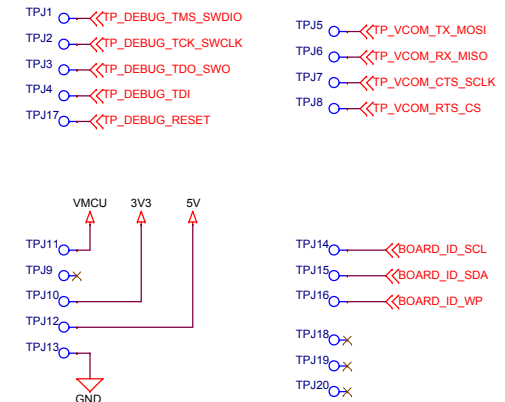 TPJ1 TP_DEBUG_TMS_SWDIO
TPJ2 TP_DEBUG_TCK_SWCLK
TPJ3 TP_DEBUG_TDO_SWO
TPJ4 TP_DEBUG_TDI
TPJ17 TP_DEBUG_RESET
TPJ5 TP_VCOM_TX_MOSI
TPJ6 TP_VCOM_RX_MISO
TPJ7 TP_VCOM_CTS_SCLK
TPJ8 TP_VCOM_RTS_CS
VMCU 3V3 5V
TPJ11
TPJ9
TPJ10
TPJ12
TPJ13
GND
TPJ14 BOARD_ID_SCL
TPJ15 BOARD_ID_SDA
TPJ16 BOARD_ID_WP
TPJ18
TPJ19
TPJ20